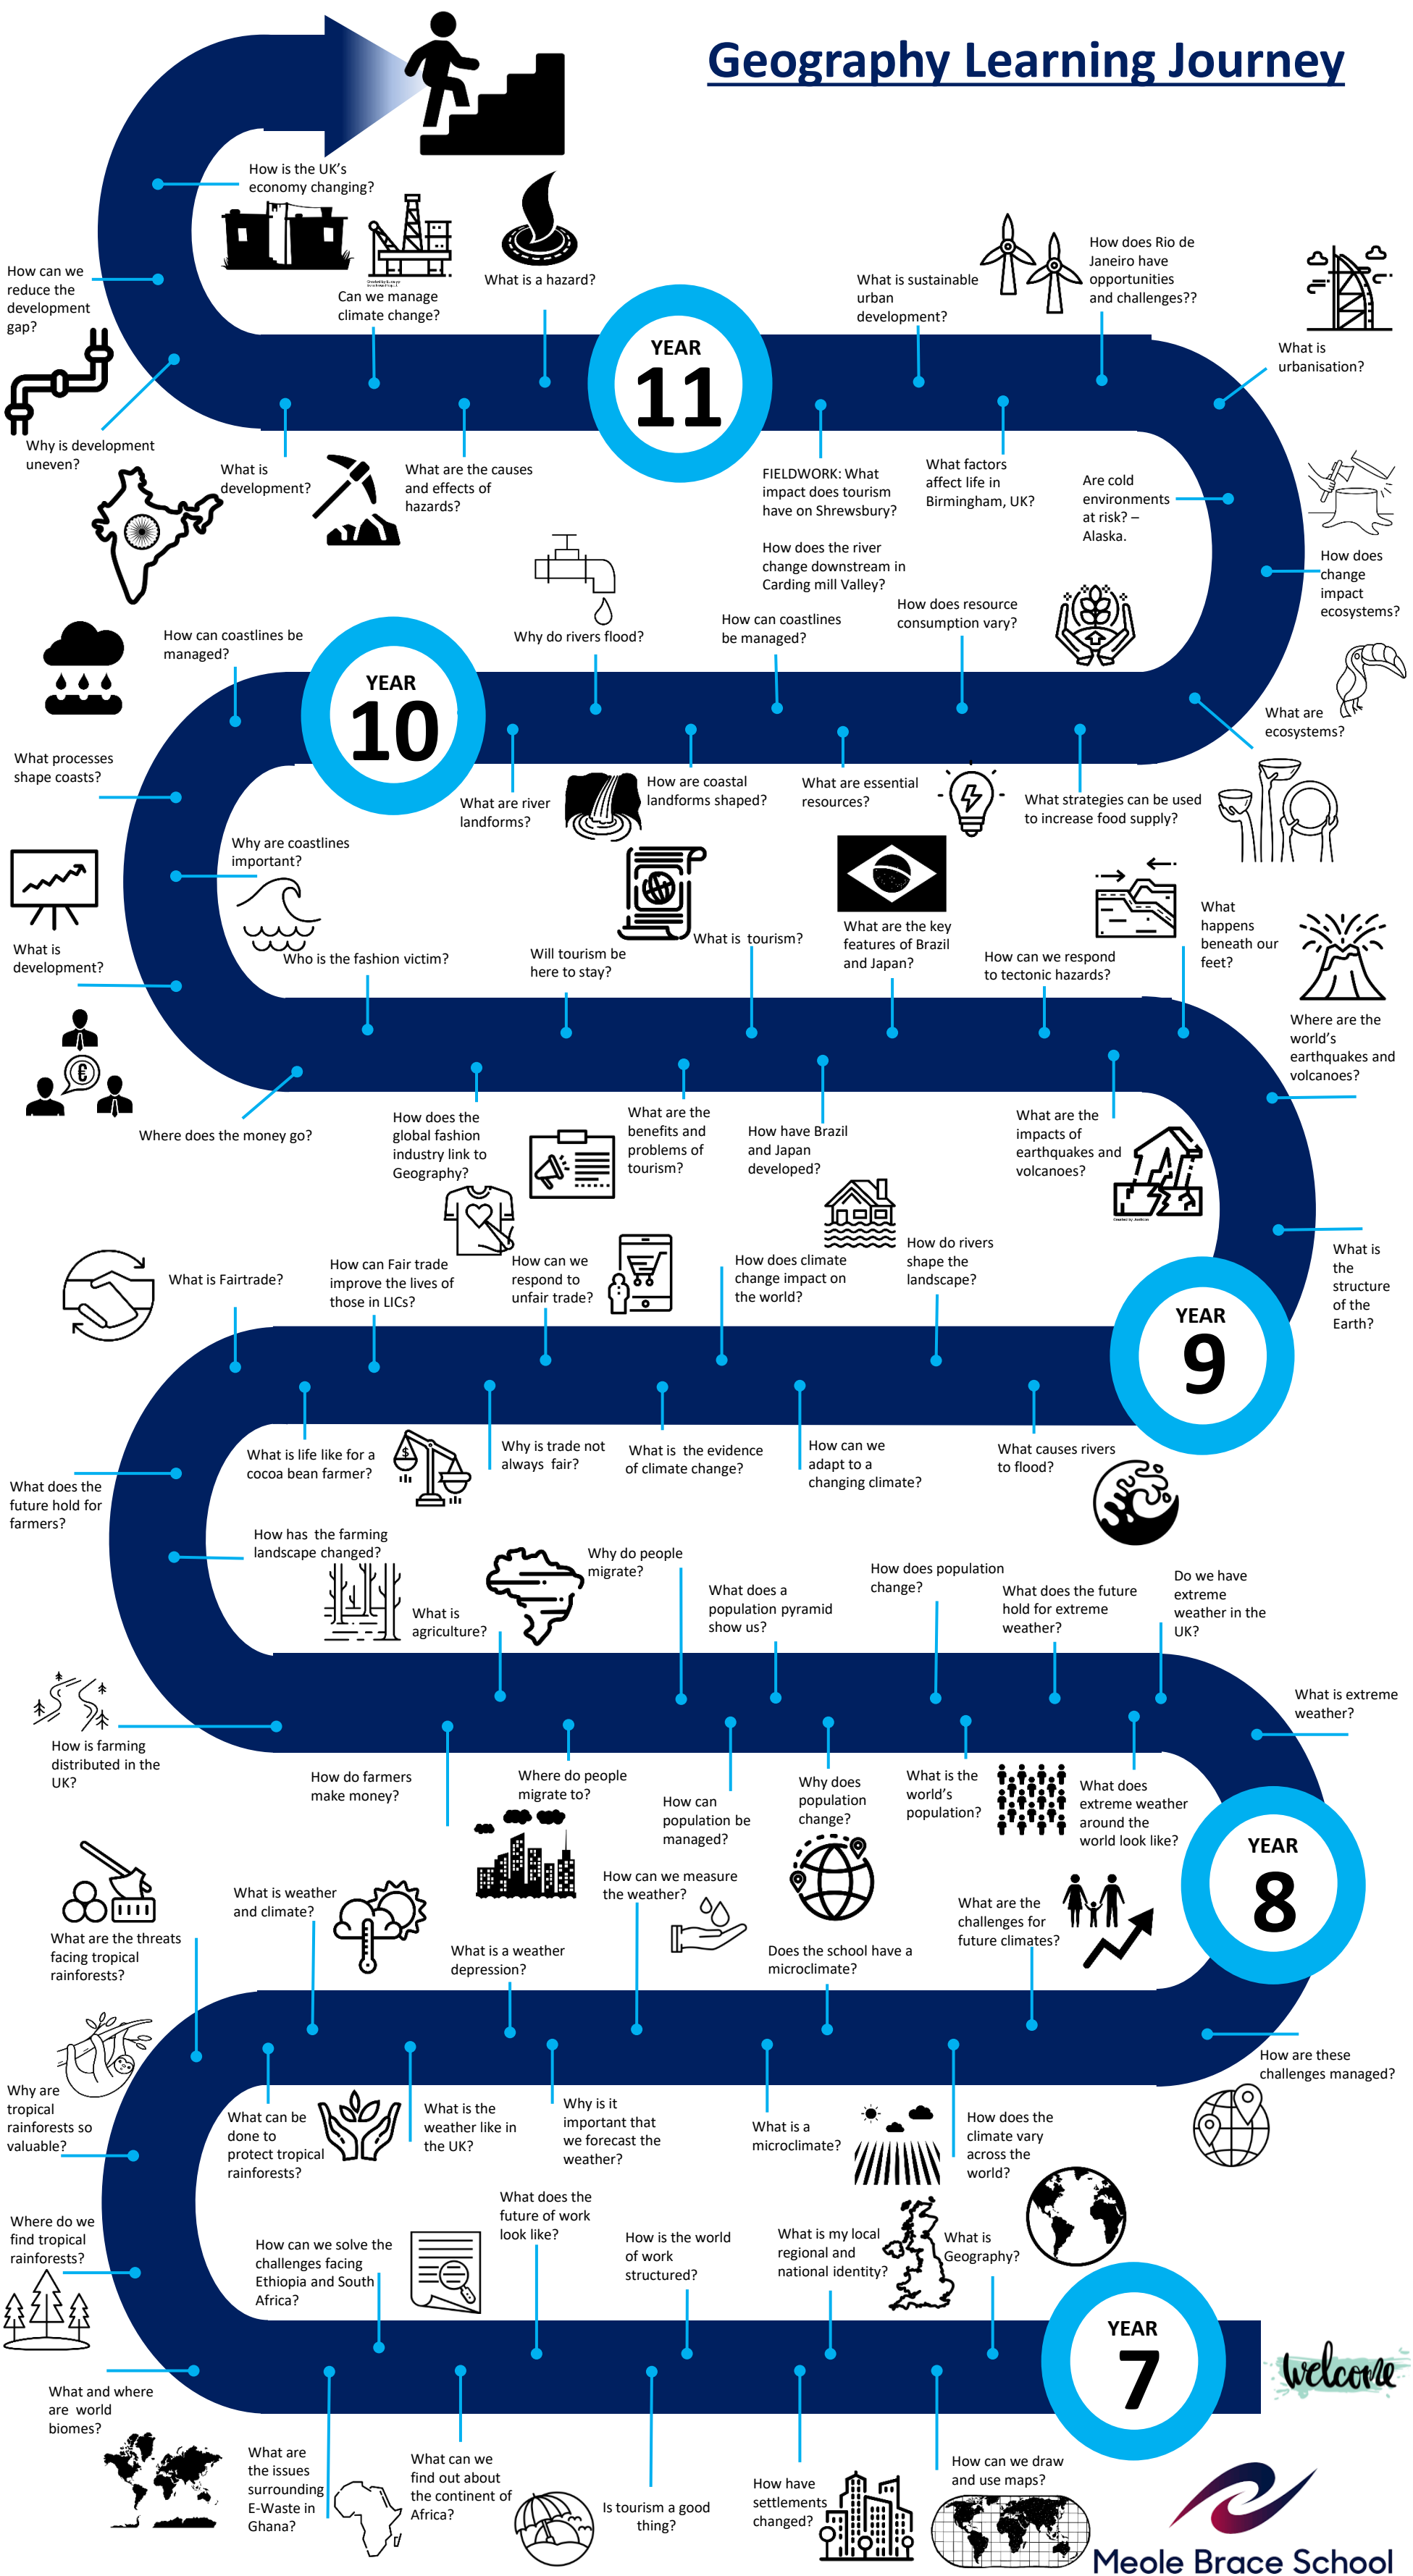 Geography Learning Journey
How is the UK's
economy changing?
How can we
reduce the
development
gap?
Can we manage
climate change?
What is a hazard?
What is sustainable
urban
development?
How does Rio de
Janeiro have
opportunities
and challenges??
What is
urbanisation?
YEAR
11
Why is development
uneven?
What is
development?
What are the causes
and effects of
hazards?
FIELDWORK: What
impact does tourism
have on Shrewsbury?
How does the river
change downstream in
Carding mill Valley?
What factors
affect life in
Birmingham, UK?
Are cold
environments
at risk? –
Alaska.
How does
change
impact
ecosystems?
How can coastlines be
managed?
YEAR
10
Why do rivers flood?
How can coastlines
be managed?
How does resource
consumption vary?
What are
ecosystems?
What processes
shape coasts?
What are river
landforms?
How are coastal
landforms shaped?
What are essential
resources?
What strategies can be used
to increase food supply?
Why are coastlines
important?
What is
development?
Who is the fashion victim?
Will tourism be
here to stay?
What is tourism?
What are the key
features of Brazil
and Japan?
How can we respond
to tectonic hazards?
What
happens
beneath our
feet?
Where are the
world's
earthquakes and
volcanoes?
€
Where does the money go?
How does the
global fashion
industry link to
Geography?
What are the
benefits and
problems of
tourism?
How have Brazil
and Japan
developed?
What are the
impacts of
earthquakes and
volcanoes?
What is
the
structure
of the
Earth?
What is Fairtrade?
How can Fair trade
improve the lives of
those in LICs?
How can we
respond to
unfair trade?
How does climate
change impact on
the world?
How do rivers
shape the
landscape?
YEAR
9
What does the
future hold for
farmers?
What is life like for a
cocoa bean farmer?
$
Why is trade not
always fair?
What is the evidence
of climate change?
How can we
adapt to a
changing climate?
What causes rivers
to flood?
How has the farming
landscape changed?
What is
agriculture?
Why do people
migrate?
What does a
population pyramid
show us?
How does population
change?
What does the future
hold for extreme
weather?
Do we have
extreme
weather in the
UK?
What is extreme
weather?
How is farming
distributed in the
UK?
How do farmers
make money?
Where do people
migrate to?
How can
population be
managed?
Why does
population
change?
What is the
world's
population?
What does
extreme weather
around the
world look like?
YEAR
8
What are the threats
facing tropical
rainforests?
What is weather
and climate?
What is a weather
depression?
How can we measure
the weather?
Does the school have a
microclimate?
What are the
challenges for
future climates?
How are these
challenges managed?
Why are
tropical
rainforests so
valuable?
What can be
done to
protect tropical
rainforests?
What is the
weather like in
the UK?
Why is it
important that
we forecast the
weather?
What is a
microclimate?
How does the
climate vary
across the
world?
Where do we
find tropical
rainforests?
How can we solve the
challenges facing
Ethiopia and South
Africa?
What does the
future of work
look like?
How is the world
of work
structured?
What is my local
regional and
national identity?
What is
Geography?
YEAR
7
welcome
What and where
are world
biomes?
What are
the issues
surrounding
E-Waste in
Ghana?
What can we
find out about
the continent of
Africa?
Is tourism a good
thing?
How have
settlements
changed?
How can we draw
and use maps?
Meole Brace School